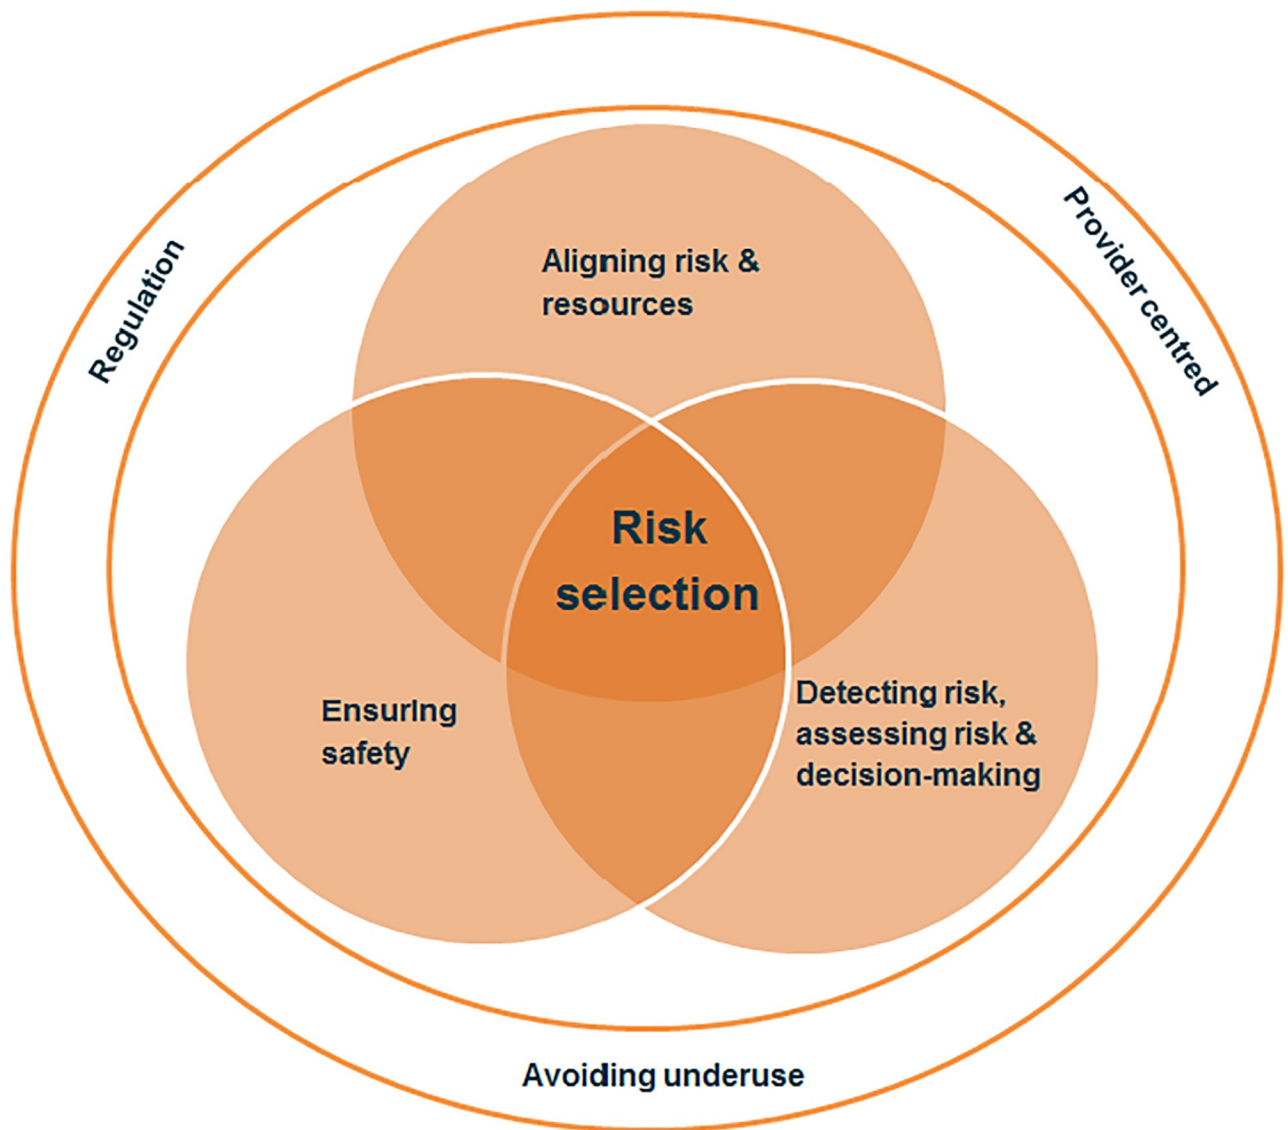 Regulation
Provider centred
Aligning risk &
resources
Risk
selection
Ensuring
safety
Detecting risk,
assessing risk &
decision-making
Avoiding underuse